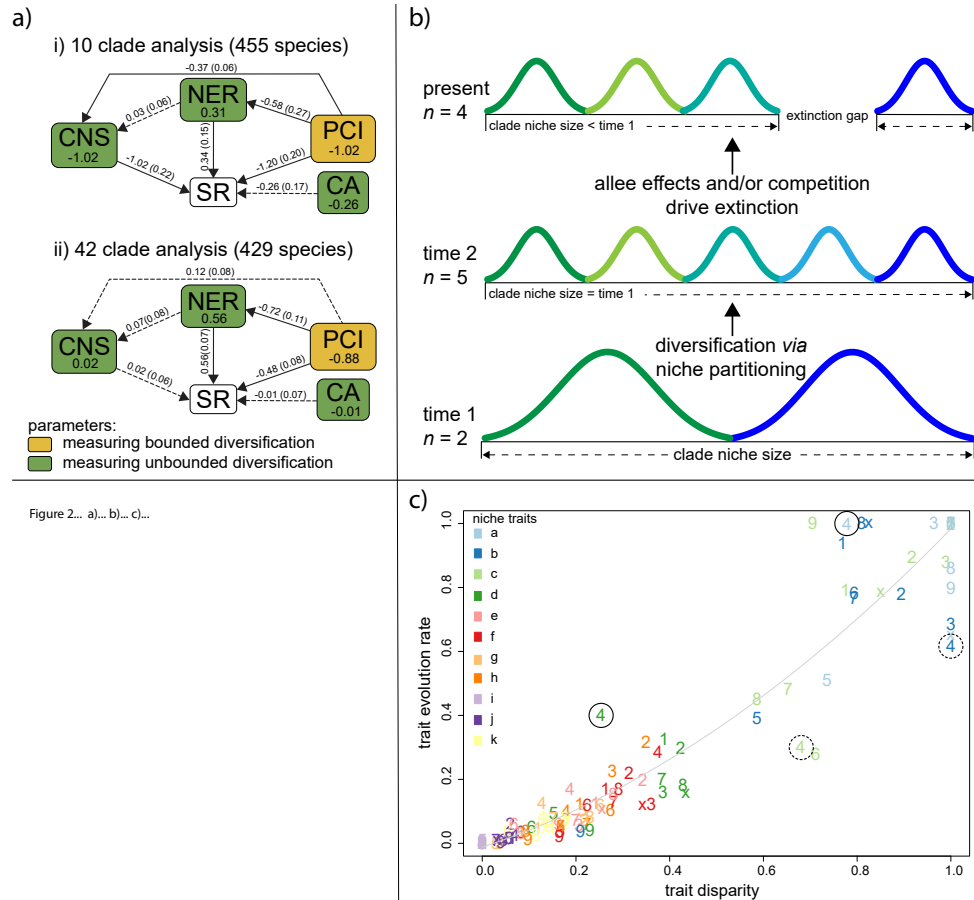 a)
i) 10 clade analysis (455 species)
-0.37 (0.06)
NER
0.31
0.03 (0.06)
-0.58 (0.27)
CNS
-1.02
PCI
-1.02
0.34 (0.15)
-1.02 (0.22)
-1.20 (0.20)
SR
-0.26 (0.17)
CA
-0.26
ii) 42 clade analysis (429 species)
0.12 (0.08)
NER
0.56
0.07(0.08)
-0.72 (0.11)
CNS
0.02
PCI
-0.88
0.56(0.07)
0.02 (0.06)
-0.48 (0.08)
SR
-0.01 (0.07)
CA
-0.01
parameters:
measuring bounded diversification
measuring unbounded diversification
b)
present
n = 4
clade niche size < time 1
extinction gap
allee effects and/or competition
drive extinction
time 2
n = 5
clade niche size = time 1
diversification via
niche partitioning
time 1
n = 2
clade niche size
Figure 2... a)... b)... c)...
c)
niche traits
a
b
c
d
e
f
g
h
i
j
k
trait evolution rate
1.0
0.8
0.6
0.4
0.2
0.0
0.0 0.2 0.4 0.6 0.8 1.0
trait disparity